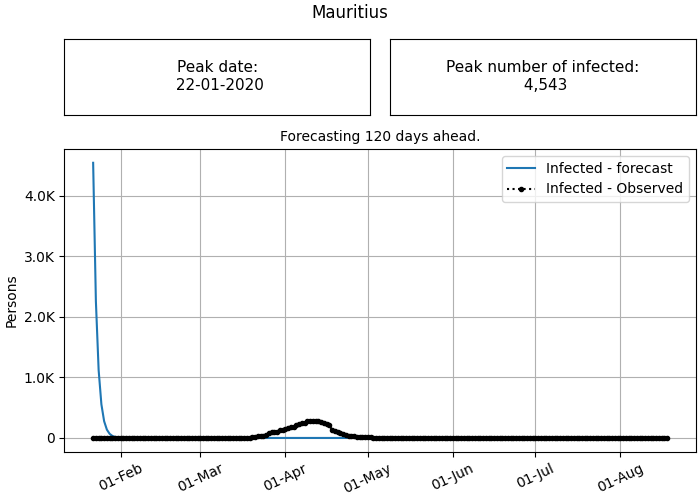 Mauritius
Peak date:
22-01-2020
Peak number of infected:
4,543
Forecasting 120 days ahead.
Infected - forecast
Infected - Observed
4.0K
3.0K
2.0K
1.0K
0
Persons
01-Feb
01-Mar
01-Apr
01-May
01-Jun
01-Jul
01-Aug